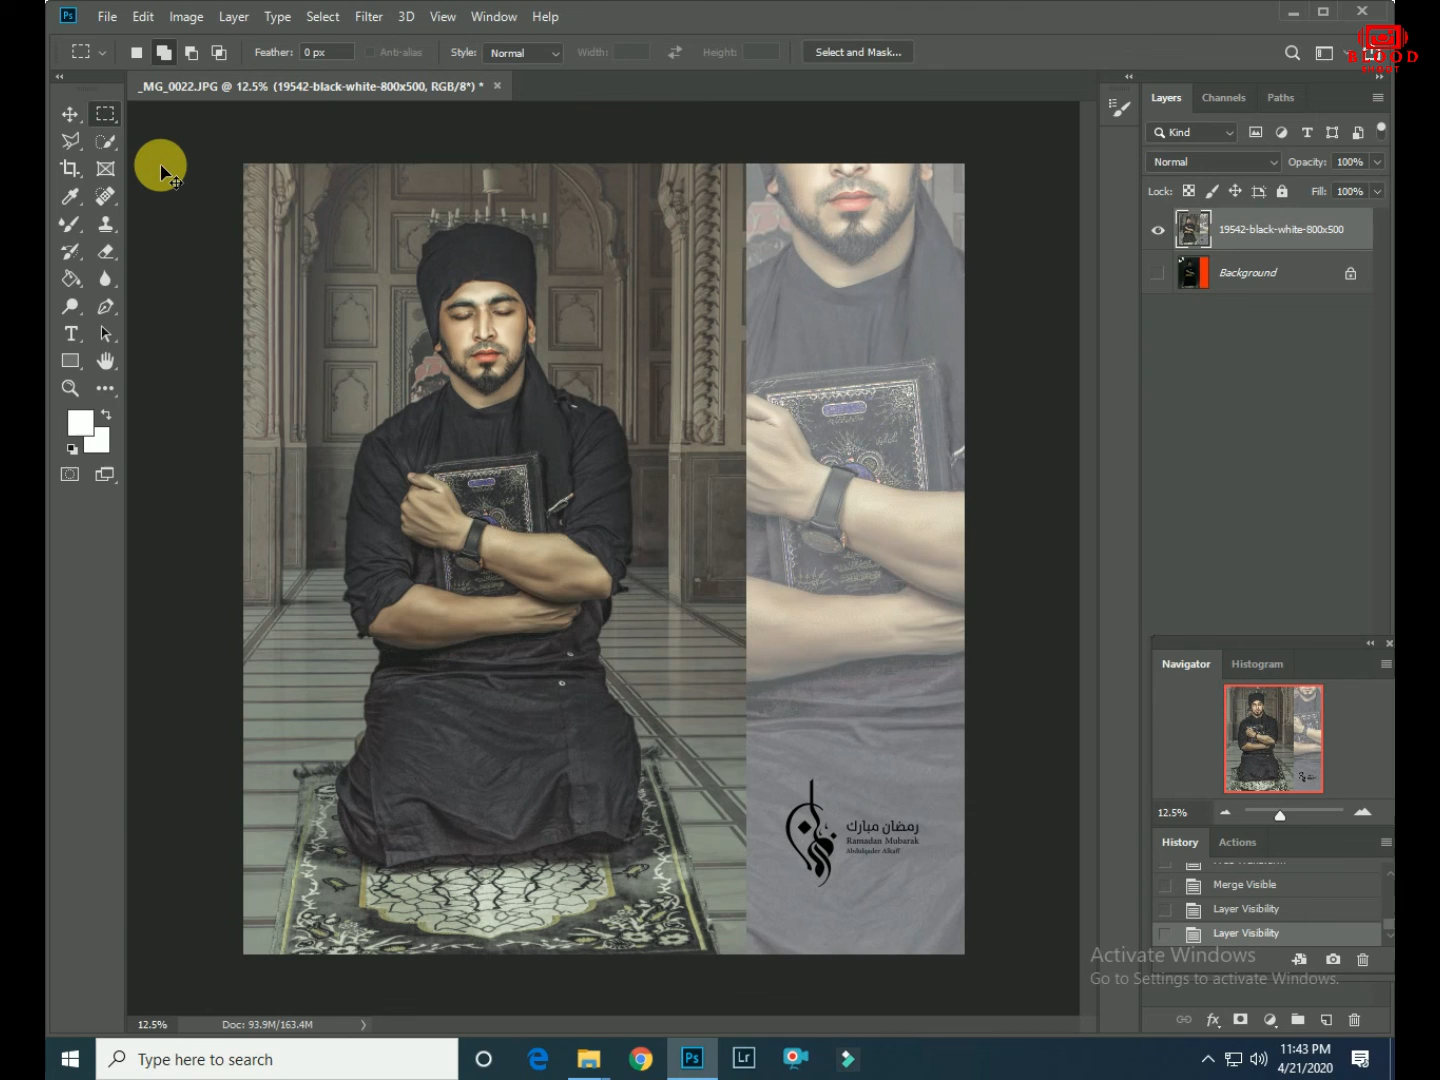 Ps File Edit Image Layer Type Select Filter 3D View Window Help
Feather: 0 px Anti-alias Style: Normal Width: Height: Select and Mask...
BLOOD
_MG_0022.JPG @ 12.5% (19542-black-white-800x500, RGB/8*) * ×
Layers Channels Paths
Kind
Normal Opacity: 100%
Lock: Fill: 100%
19542-black-white-800x500
Background
Navigator Histogram
12.5%
History Actions
Merge Visible
Layer Visibility
Layer Visibility
رمضان مبارك
Ramadan Mubarak
Abdulqader Alkaff
Activate Windows
Go to Settings to activate Windows.
12.5% Doc: 93.9M/163.4M
Type here to search
Ps Lr
11:43 PM
4/21/2020